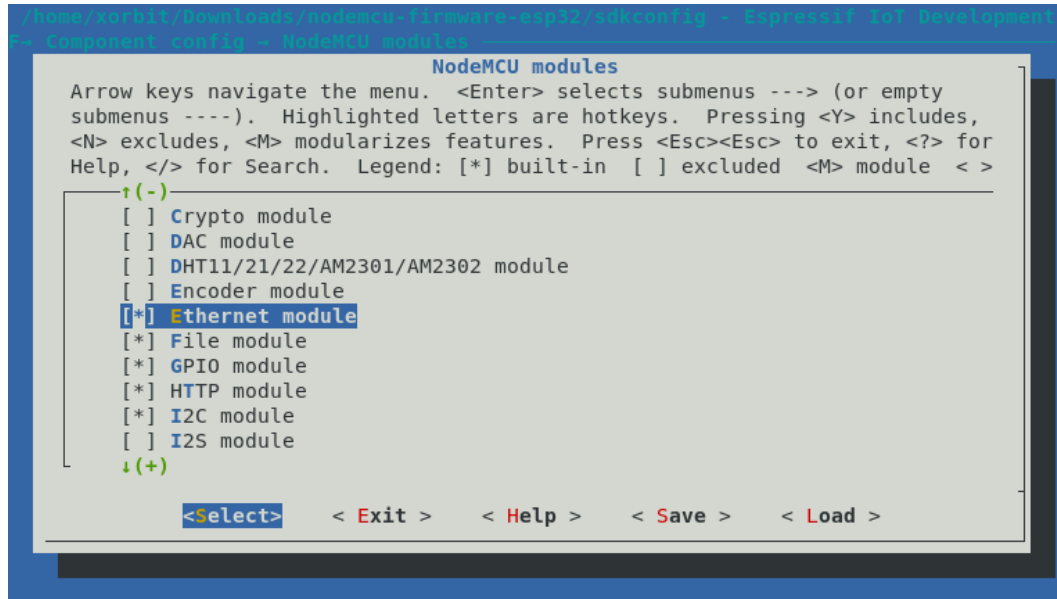 /home/xorbit/Downloads/nodemcu-firmware-esp32/sdkconfig - Espressif IoT Development
F→ Component config → NodeMCU modules
NodeMCU modules
Arrow keys navigate the menu.  <Enter> selects submenus ---> (or empty
submenus ----).  Highlighted letters are hotkeys.  Pressing <Y> includes,
<N> excludes, <M> modularizes features.  Press <Esc><Esc> to exit, <?> for
Help, </> for Search.  Legend: [*] built-in  [ ] excluded  <M> module  < >
↑(-)
[ ] Crypto module
[ ] DAC module
[ ] DHT11/21/22/AM2301/AM2302 module
[ ] Encoder module
[*] Ethernet module
[*] File module
[*] GPIO module
[*] HTTP module
[*] I2C module
[ ] I2S module
↓(+)
<Select>    < Exit >    < Help >    < Save >    < Load >